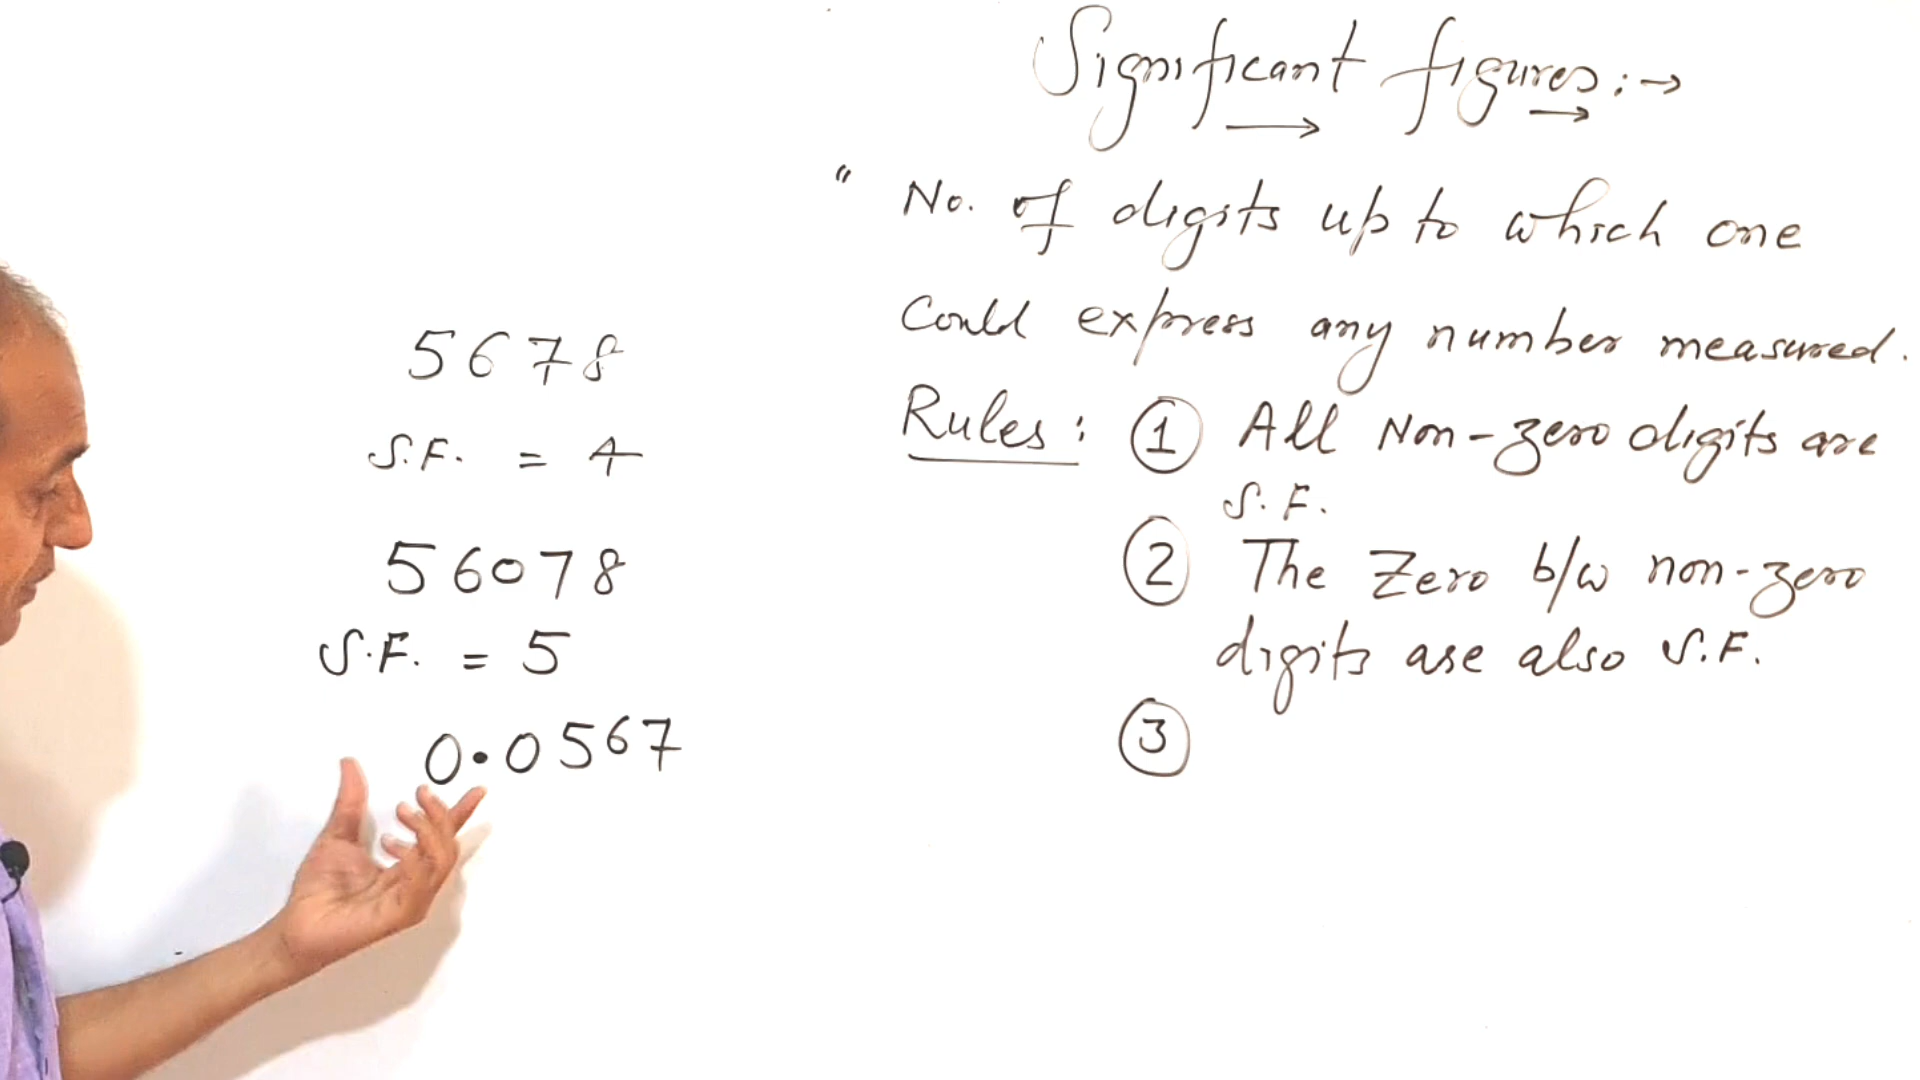 Significant figures :→
" No. of digits up to which one
Could express any number measured.
Rules : ① All Non-zero digits are
S.F.
② The Zero b/w non-zero
digits are also S.F.
③
5678
S.F. = 4
56078
S.F. = 5
0.0567